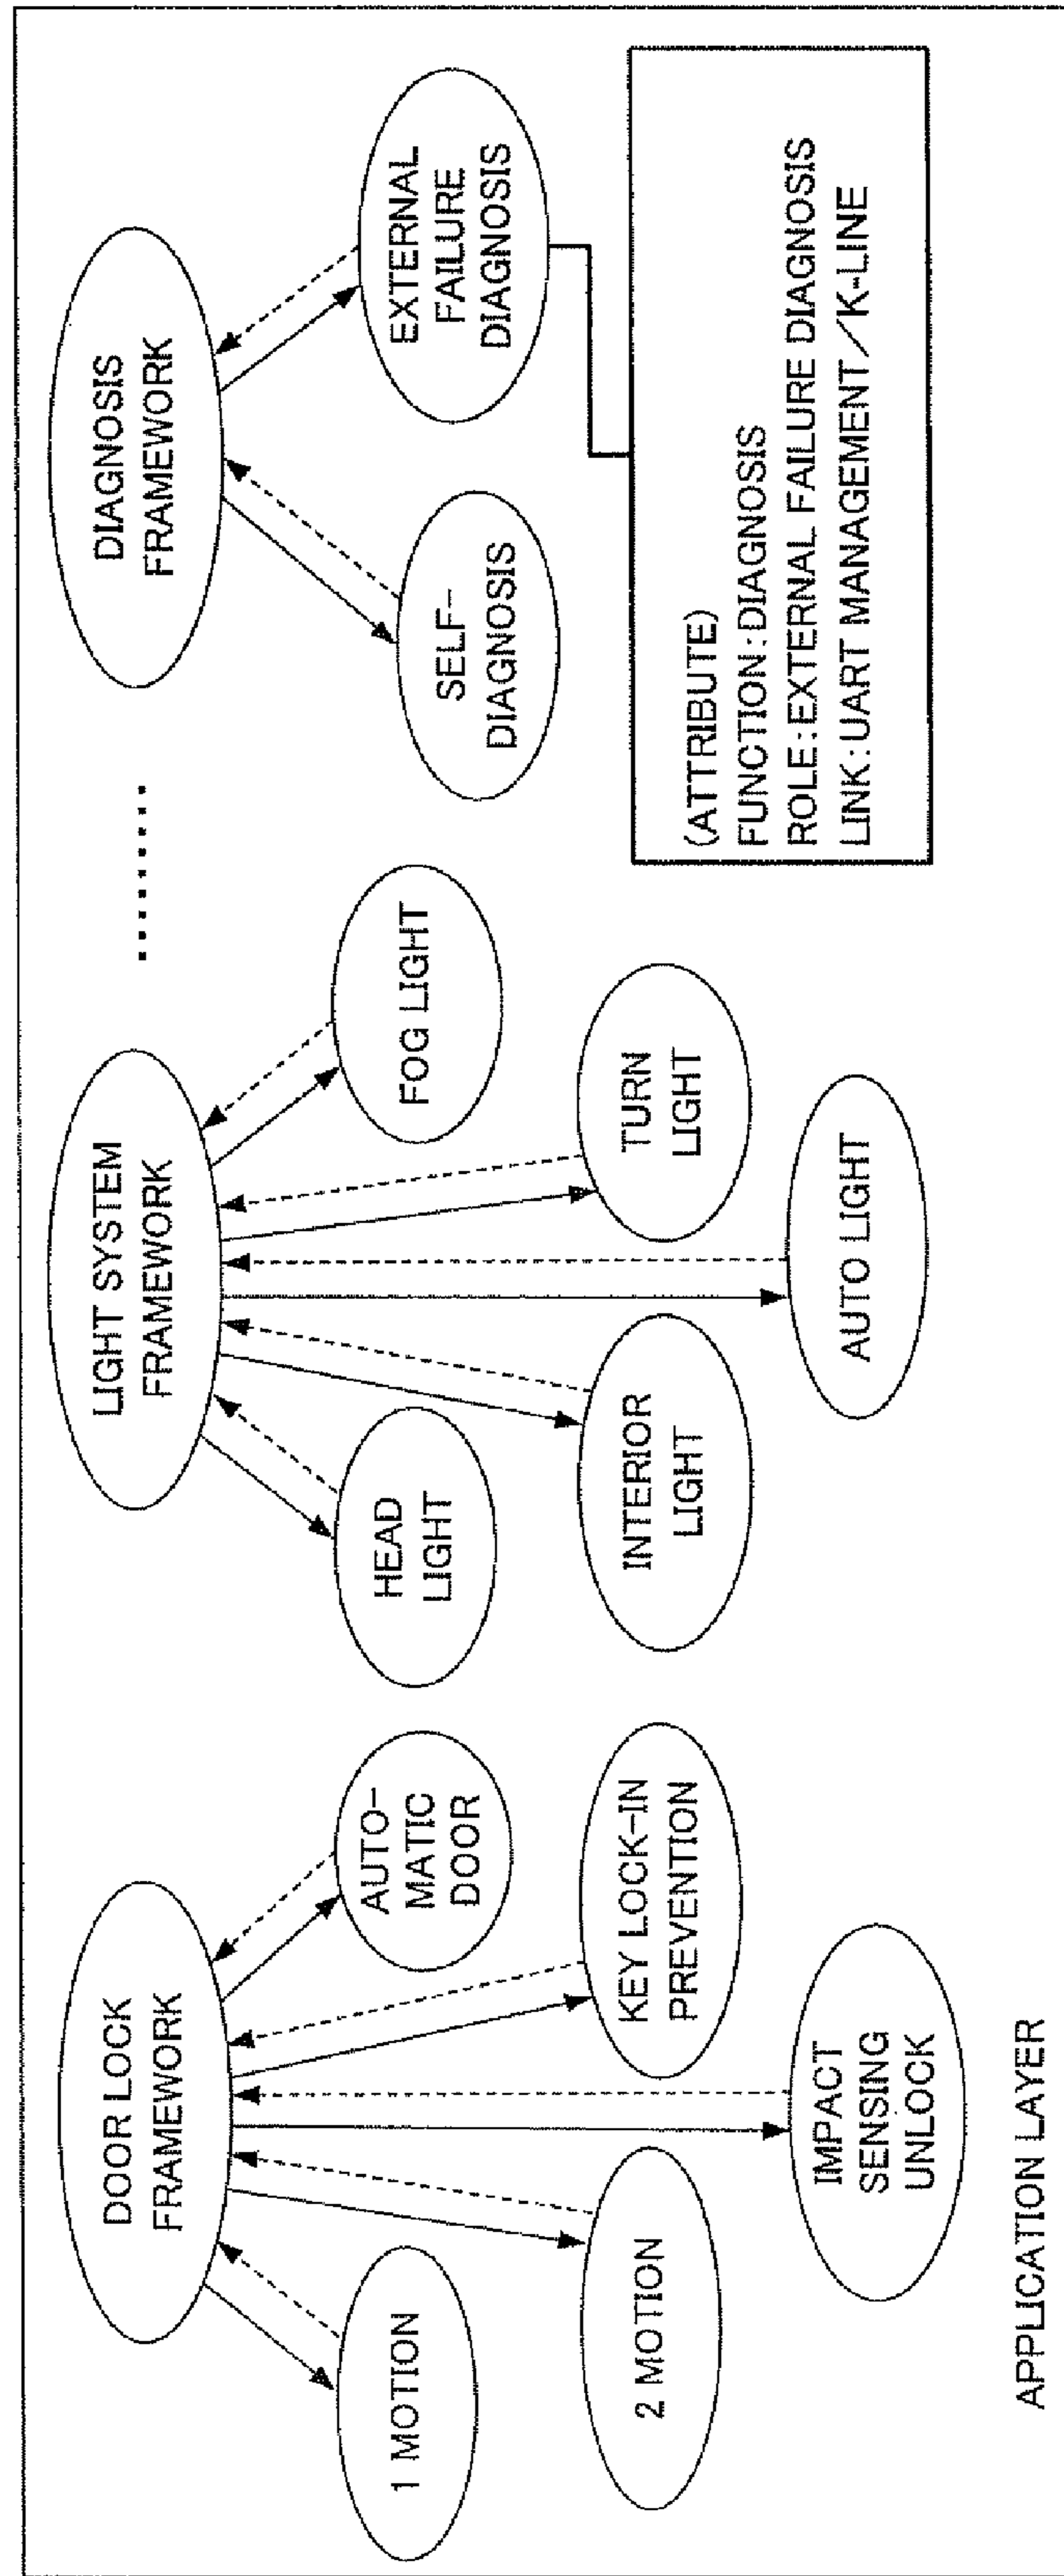 DOOR LOCK
FRAMEWORK
1 MOTION
2 MOTION
IMPACT
SENSING
UNLOCK
KEY LOCK-IN
PREVENTION
AUTO-
MATIC
DOOR
LIGHT SYSTEM
FRAMEWORK
HEAD
LIGHT
INTERIOR
LIGHT
AUTO LIGHT
TURN
LIGHT
FOG LIGHT
........
DIAGNOSIS
FRAMEWORK
SELF-
DIAGNOSIS
EXTERNAL
FAILURE
DIAGNOSIS
(ATTRIBUTE)
FUNCTION:DIAGNOSIS
ROLE:EXTERNAL FAILURE DIAGNOSIS
LINK:UART MANAGEMENT/K-LINE
APPLICATION LAYER